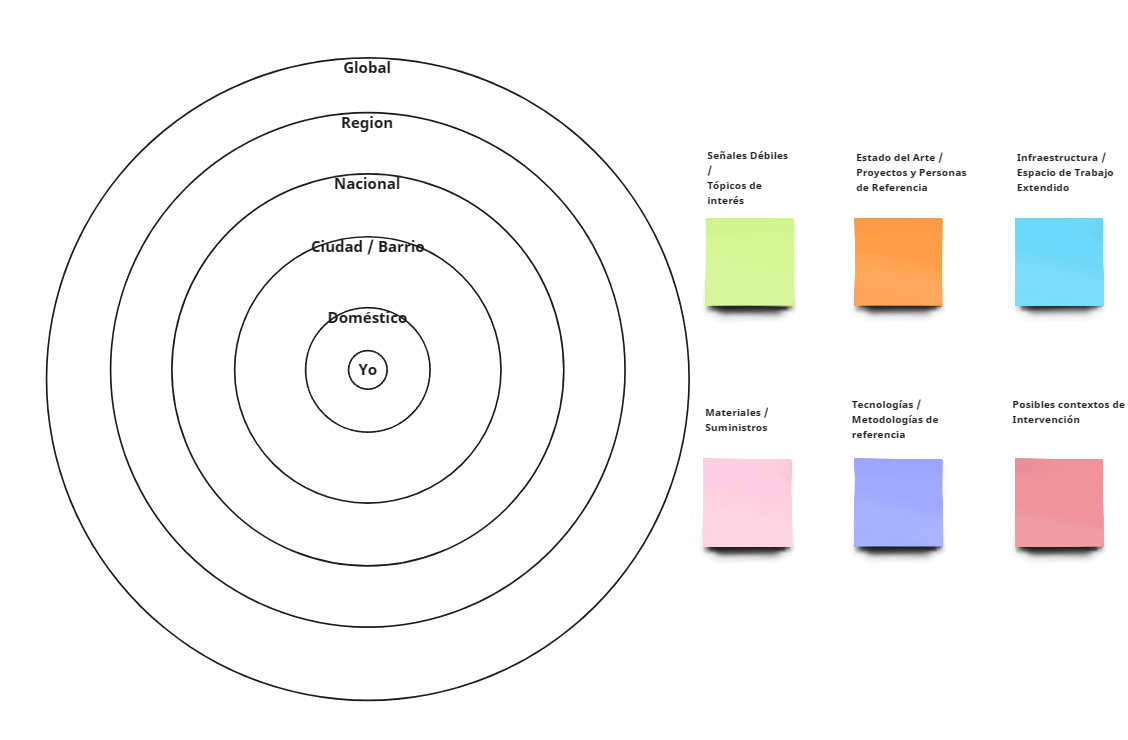 Global
Region
Nacional
Ciudad / Barrio
Doméstico
Yo
Señales Débiles
/
Tópicos de
interés
Estado del Arte /
Proyectos y Personas
de Referencia
Infraestructura /
Espacio de Trabajo
Extendido
Materiales /
Suministros
Tecnologías /
Metodologías de
referencia
Posibles contextos de
Intervención